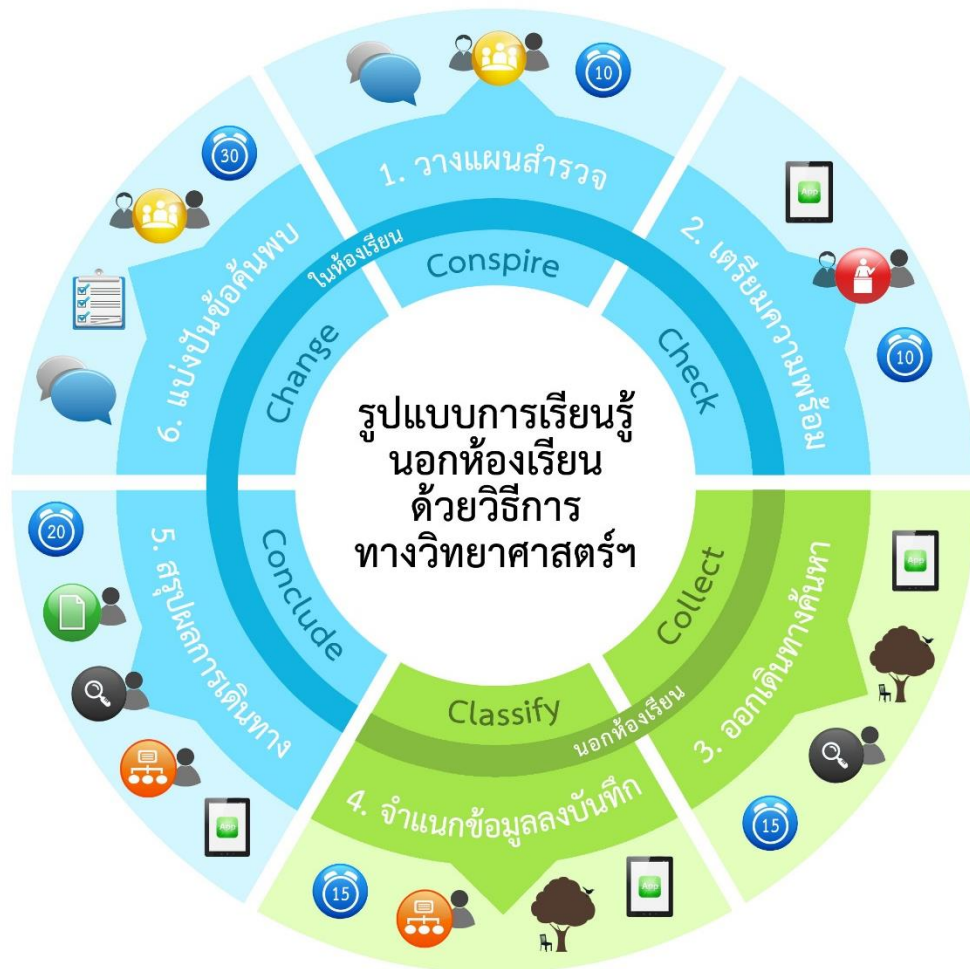 รูปแบบการเรียนรู้
นอกห้องเรียน
ด้วยวิธีการ
ทางวิทยาศาสตร์ฯ
ในห้องเรียน
นอกห้องเรียน
1. วางแผนสำรวจ
Conspire
10
2. เตรียมความพร้อม
Check
App
10
3. ออกเดินทางค้นหา
Collect
App
15
4. จำแนกข้อมูลลงบันทึก
Classify
App
15
5. สรุปผลการเดินทาง
Conclude
20
App
6. แบ่งปันข้อค้นพบ
Change
30